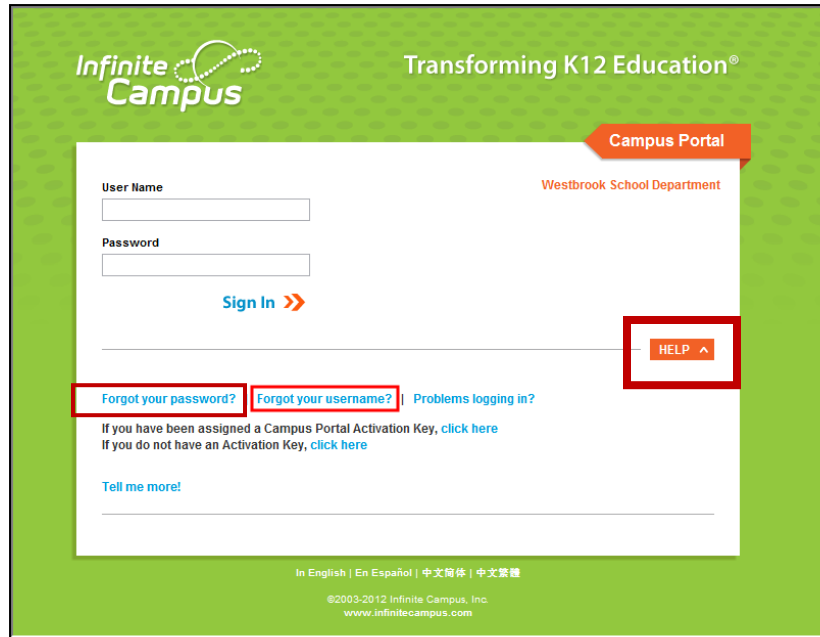 Infinite Campus
Transforming K12 Education®
Campus Portal
User Name
Westbrook School Department
Password
Sign In
HELP
Forgot your password? Forgot your username? | Problems logging in?
If you have been assigned a Campus Portal Activation Key, click here
If you do not have an Activation Key, click here
Tell me more!
In English | En Español | 中文简体 | 中文繁體
©2003-2012 Infinite Campus, Inc.
www.infinitecampus.com